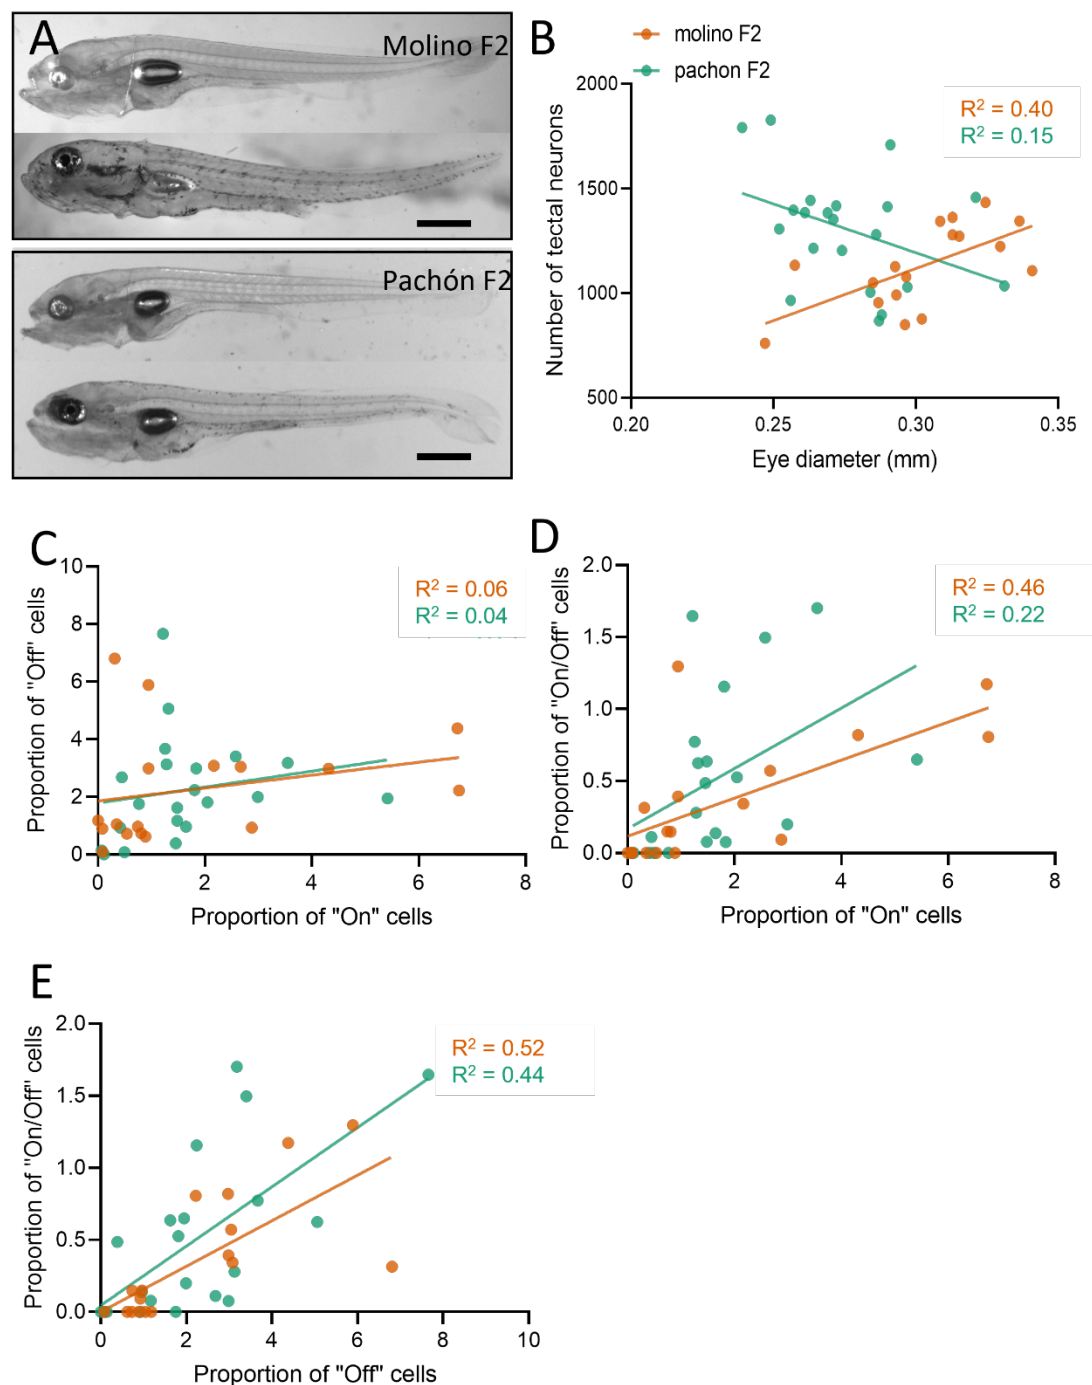 A
Molino F2
Pachón F2
B
molino F2
pachon F2
R² = 0.40
R² = 0.15
Number of tectal neurons
2000
1500
1000
500
0.20 0.25 0.30 0.35
Eye diameter (mm)
C
R² = 0.06
R² = 0.04
Proportion of "Off" cells
10
8
6
4
2
0
0 2 4 6 8
Proportion of "On" cells
D
R² = 0.46
R² = 0.22
Proportion of "On/Off" cells
2.0
1.5
1.0
0.5
0.0
0 2 4 6 8
Proportion of "On" cells
E
R² = 0.52
R² = 0.44
Proportion of "On/Off" cells
2.0
1.5
1.0
0.5
0.0
0 2 4 6 8 10
Proportion of "Off" cells